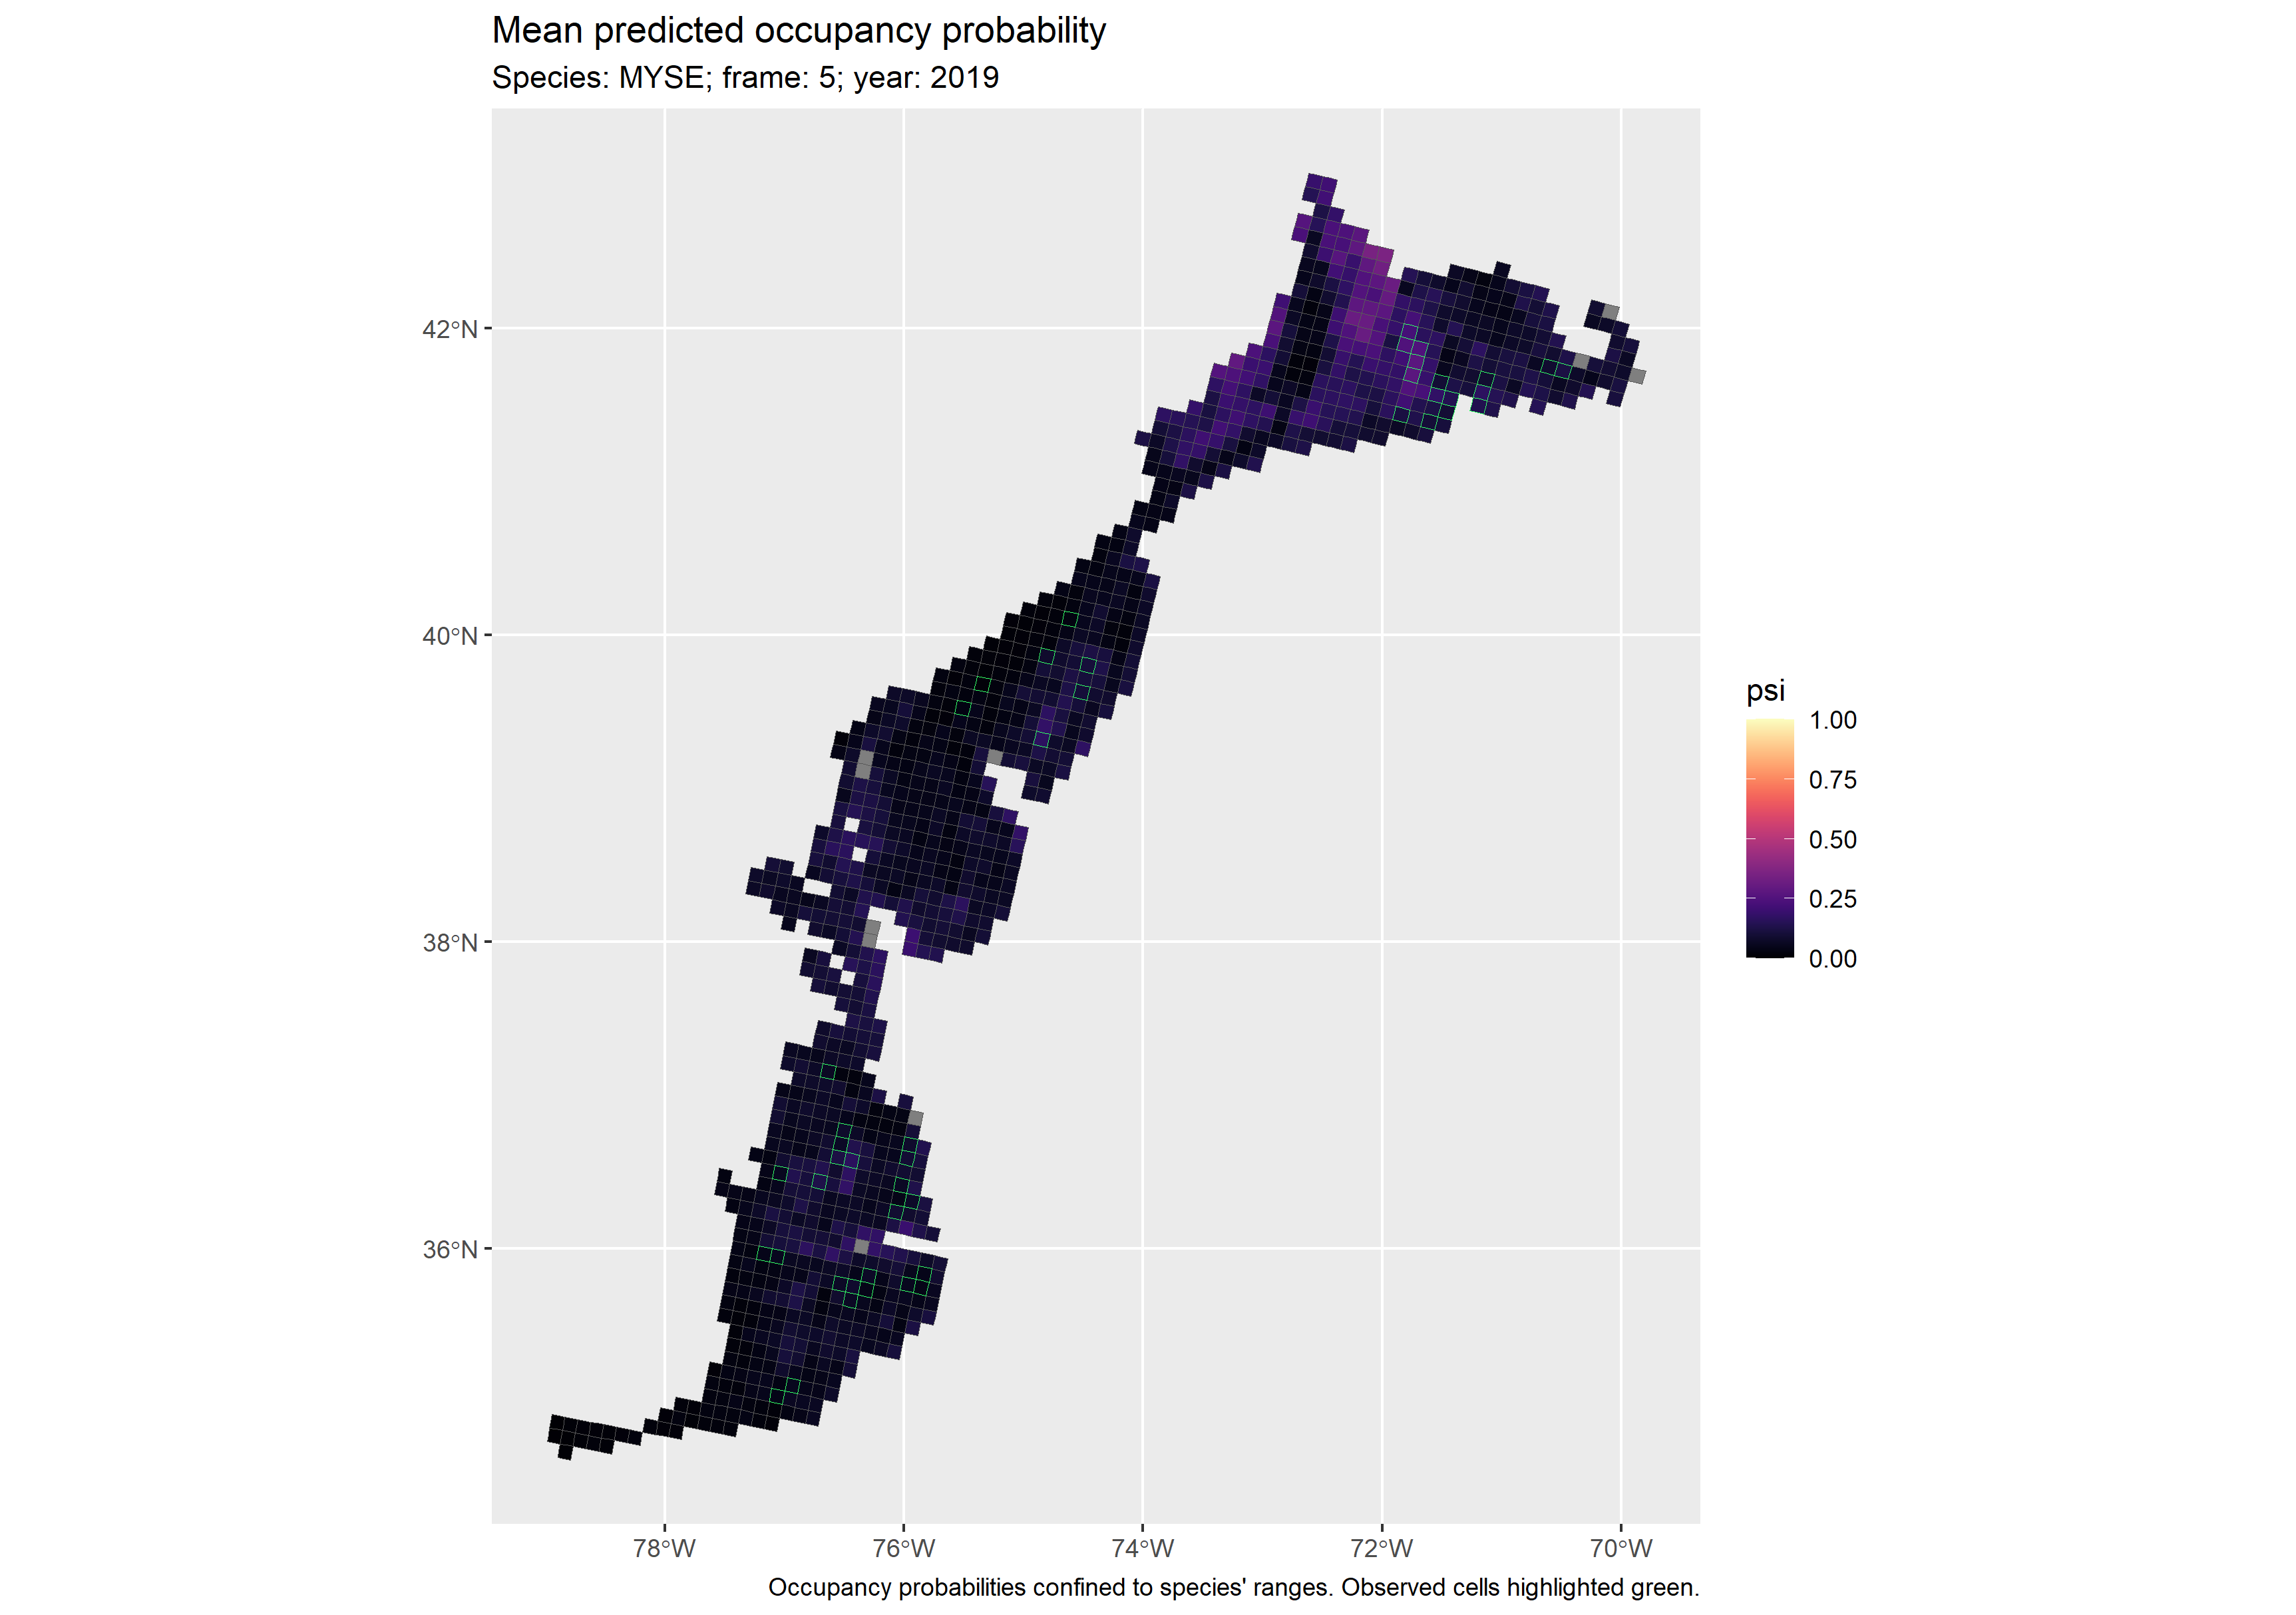 Mean predicted occupancy probability
Species: MYSE; frame: 5; year: 2019
42°N
40°N
38°N
36°N
78°W
76°W
74°W
72°W
70°W
psi
1.00
0.75
0.50
0.25
0.00
Occupancy probabilities confined to species' ranges. Observed cells highlighted green.